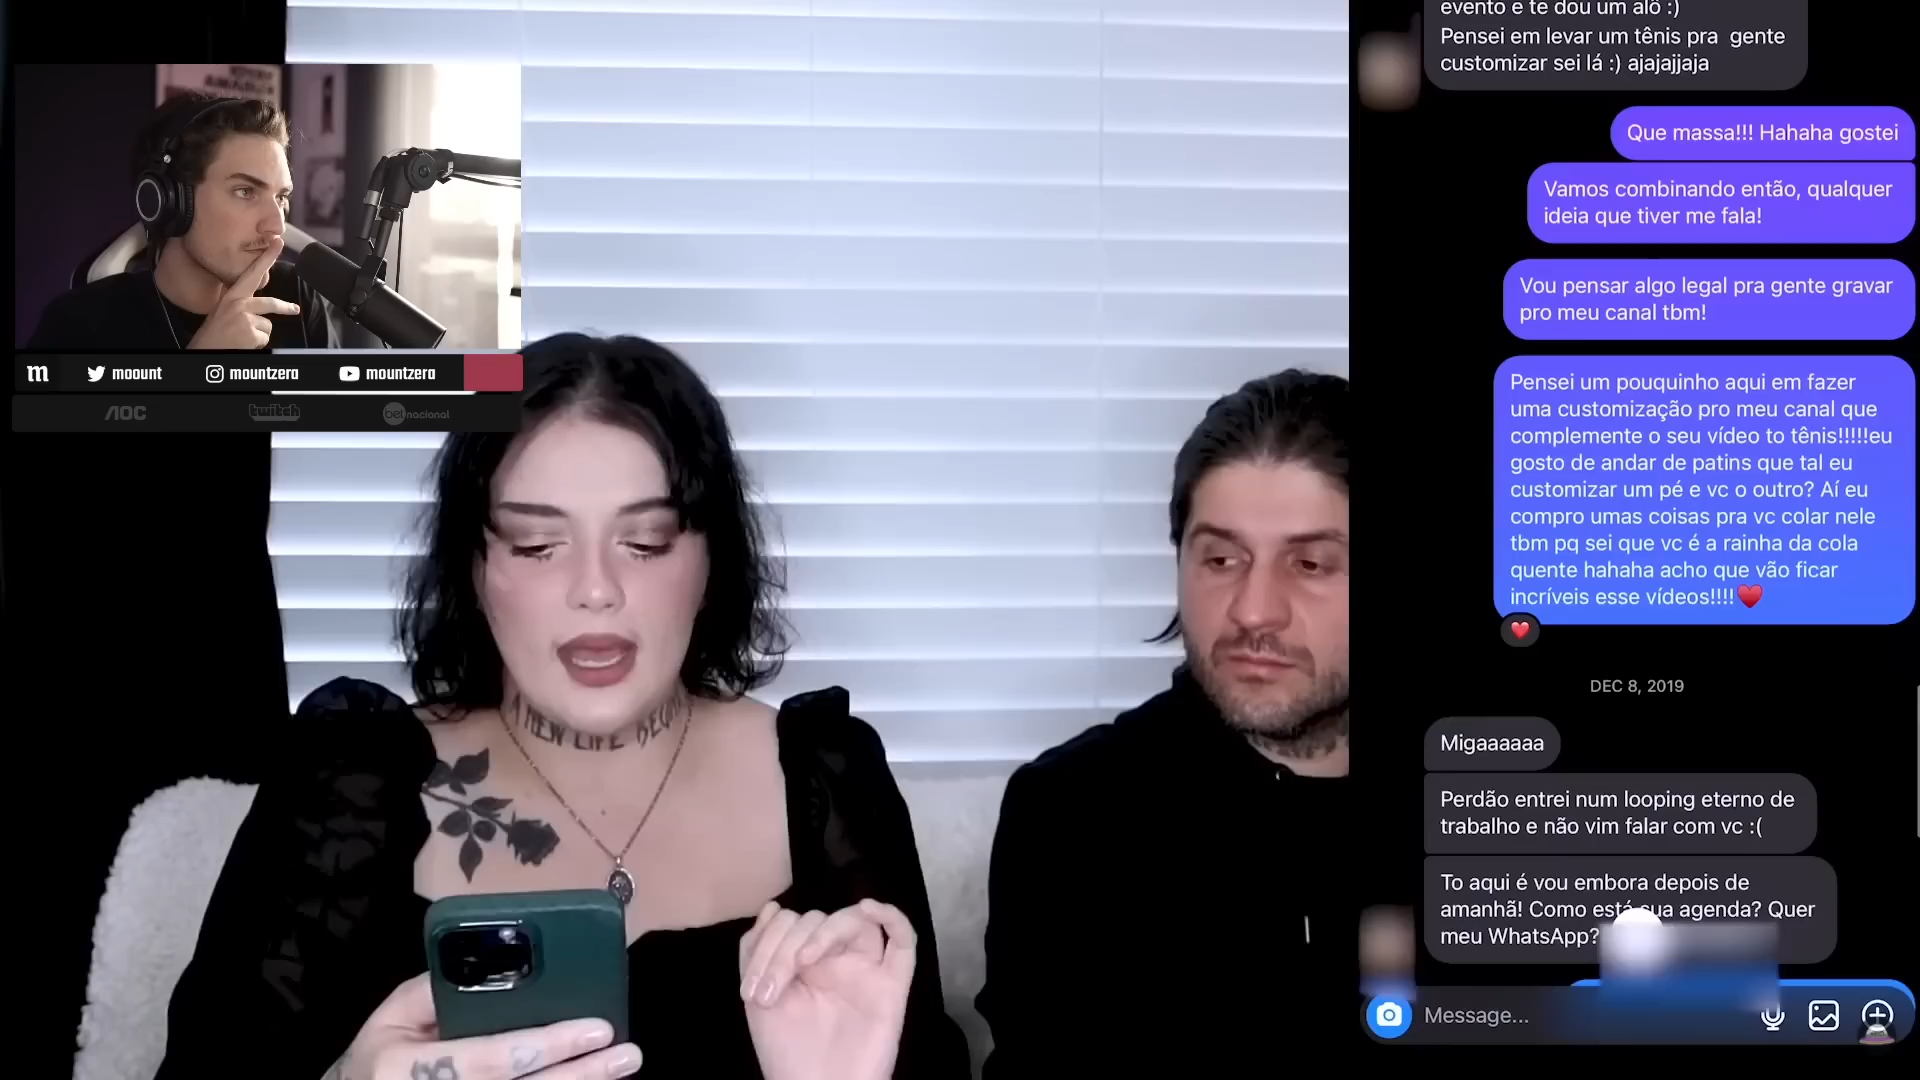 moount
mountzera
mountzera
AOC
twitch
bel nacional
A NEW LIFE BEGIN
evento e te dou um alô :)
Pensei em levar um tênis pra gente
customizar sei lá :) ajajajjaja
Que massa!!! Hahaha gostei
Vamos combinando então, qualquer
ideia que tiver me fala!
Vou pensar algo legal pra gente gravar
pro meu canal tbm!
Pensei um pouquinho aqui em fazer
uma customização pro meu canal que
complemente o seu vídeo to tênis!!!!!eu
gosto de andar de patins que tal eu
customizar um pé e vc o outro? Aí eu
compro umas coisas pra vc colar nele
tbm pq sei que vc é a rainha da cola
quente hahaha acho que vão ficar
incríveis esse vídeos!!!!♥️
DEC 8, 2019
Migaaaaaa
Perdão entrei num looping eterno de
trabalho e não vim falar com vc :(
To aqui é vou embora depois de
amanhã! Como está sua agenda? Quer
meu WhatsApp?
Message...